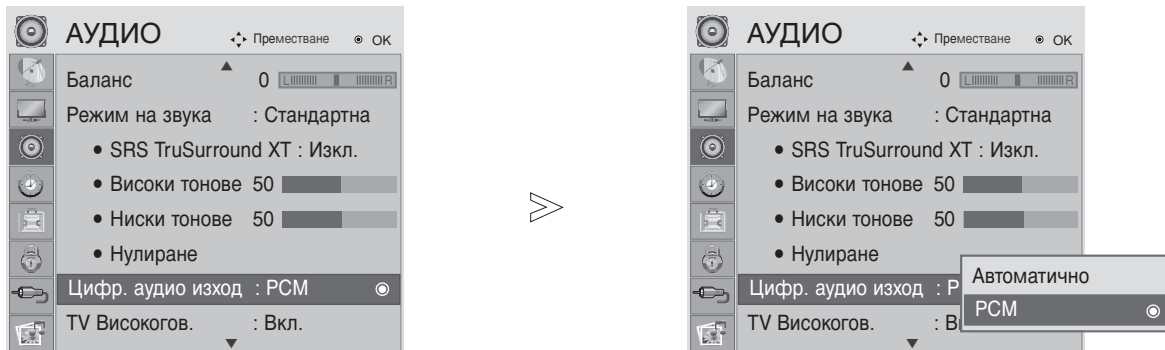 АУДИО Преместване ОК
Баланс 0 L R
Режим на звука : Стандартна
• SRS TruSurround XT : Изкл.
• Високи тонове 50
• Ниски тонове 50
• Нулиране
Цифр. аудио изход : PCM
TV Високогов. : Вкл.
АУДИО Преместване ОК
Баланс 0 L R
Режим на звука : Стандартна
• SRS TruSurround XT : Изкл.
• Високи тонове 50
• Ниски тонове 50
• Нулиране
Цифр. аудио изход : P
TV Високогов. : В
Автоматично
PCM